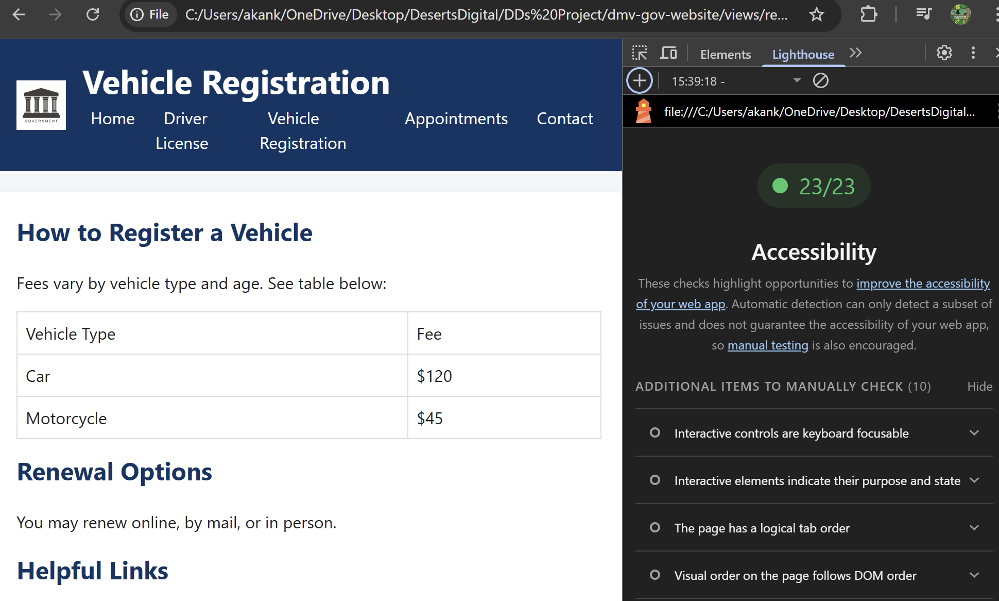 File
C:/Users/akank/OneDrive/Desktop/DesertsDigital/DDs%20Project/dmv-gov-website/views/re...
Vehicle Registration
GOVERNMENT
Home
Driver
License
Vehicle
Registration
Appointments
Contact
How to Register a Vehicle
Fees vary by vehicle type and age. See table below:
Vehicle Type
Fee
Car
$120
Motorcycle
$45
Renewal Options
You may renew online, by mail, or in person.
Helpful Links
Elements
Lighthouse
15:39:18 -
file:///C:/Users/akank/OneDrive/Desktop/DesertsDigital...
23/23
Accessibility
These checks highlight opportunities to improve the accessibility
of your web app. Automatic detection can only detect a subset of
issues and does not guarantee the accessibility of your web app,
so manual testing is also encouraged.
ADDITIONAL ITEMS TO MANUALLY CHECK (10)
Hide
Interactive controls are keyboard focusable
Interactive elements indicate their purpose and state
The page has a logical tab order
Visual order on the page follows DOM order